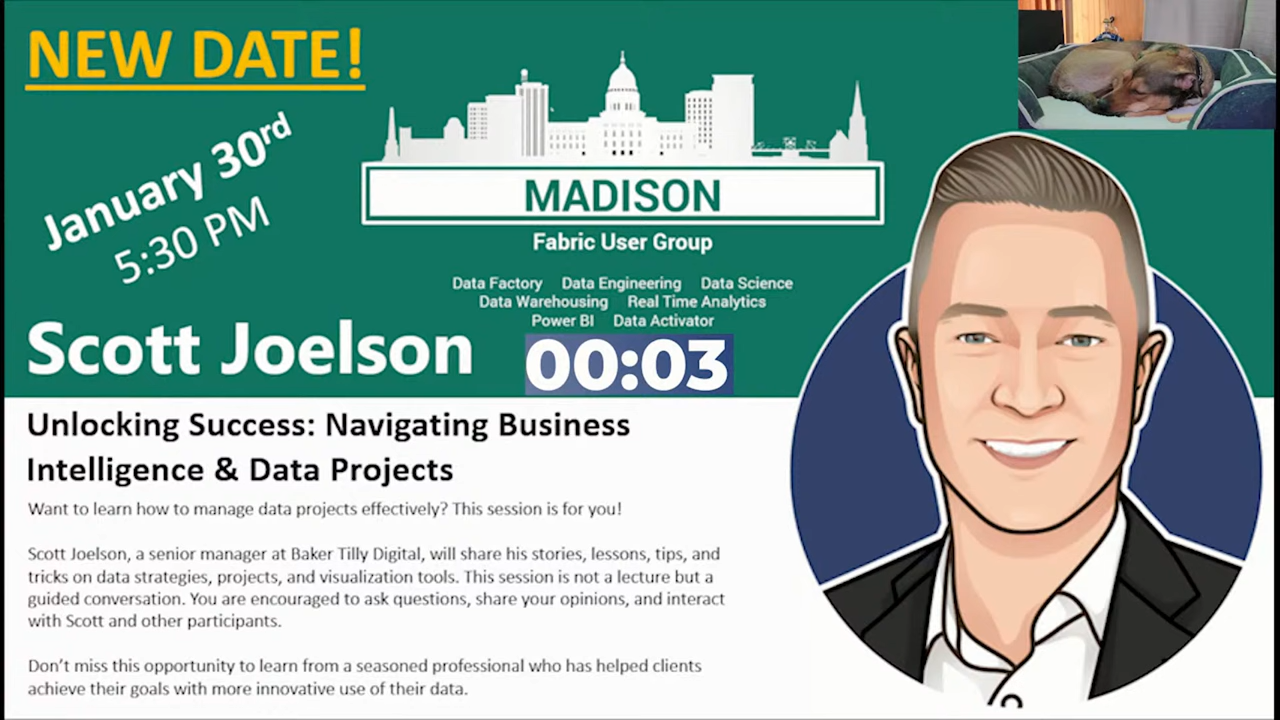 NEW DATE!
January 30rd
5:30 PM
MADISON
Fabric User Group
Data Factory Data Engineering Data Science
Data Warehousing Real Time Analytics
Power BI Data Activator
Scott Joelson
00:03
Unlocking Success: Navigating Business
Intelligence & Data Projects
Want to learn how to manage data projects effectively? This session is for you!
Scott Joelson, a senior manager at Baker Tilly Digital, will share his stories, lessons, tips, and
tricks on data strategies, projects, and visualization tools. This session is not a lecture but a
guided conversation. You are encouraged to ask questions, share your opinions, and interact
with Scott and other participants.
Don't miss this opportunity to learn from a seasoned professional who has helped clients
achieve their goals with more innovative use of their data.